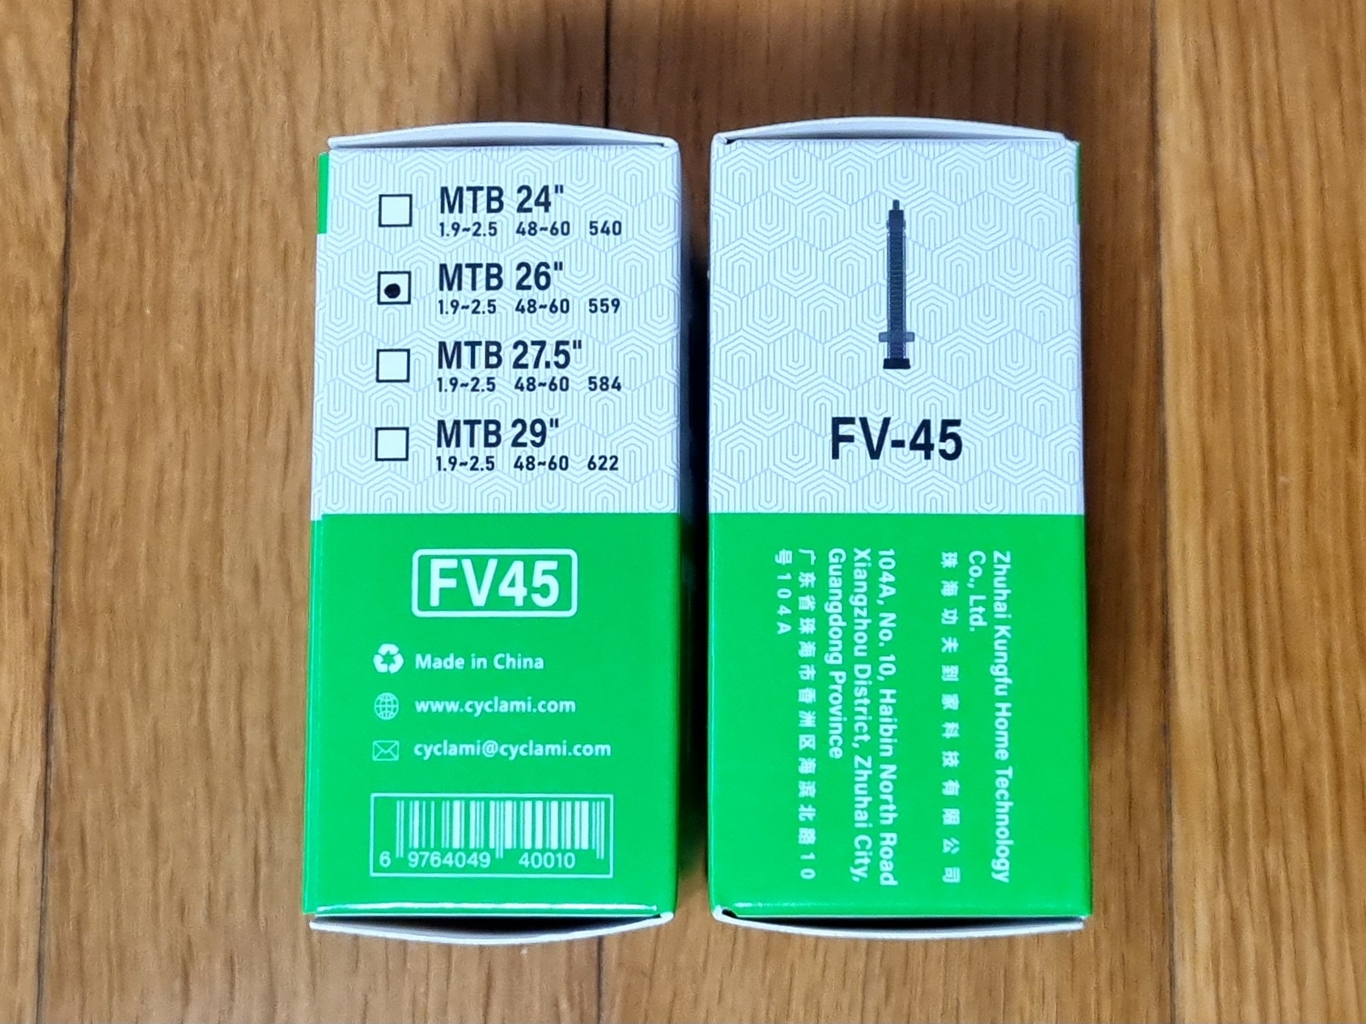 MTB 24"
1.9~2.5 48~60 540
MTB 26"
1.9~2.5 48~60 559
MTB 27.5"
1.9~2.5 48~60 584
MTB 29"
1.9~2.5 48~60 622
FV45
Made in China
www.cyclami.com
cyclami@cyclami.com
6 9764049 40010
FV-45
Zhuhai Kungfu Home Technology
Co., Ltd.
珠海功夫到家科技有限公司
104A, No. 10, Haibin North Road
Xiangzhou District, Zhuhai City,
Guangdong Province
广东省珠海市香洲区海滨北路10
号104A